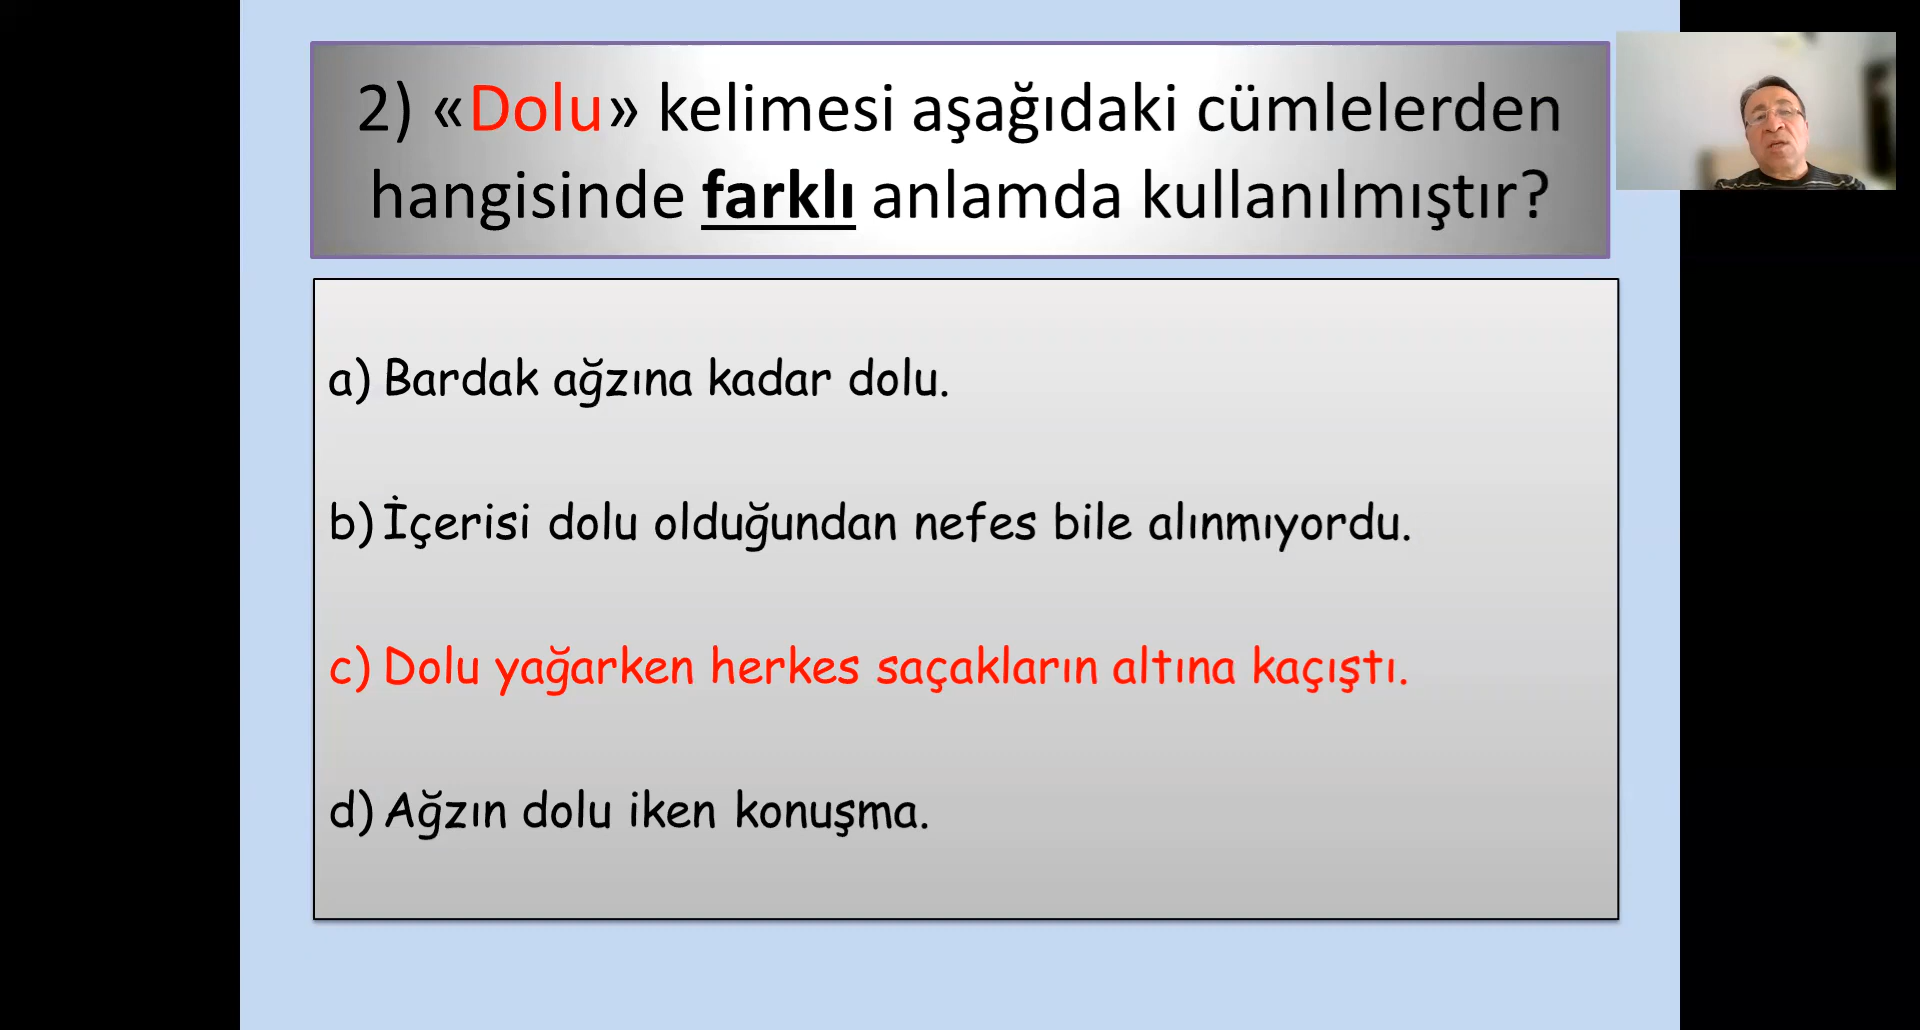 2) «Dolu» kelimesi aşağıdaki cümlelerden
hangisinde farklı anlamda kullanılmıştır?
a) Bardak ağzına kadar dolu.
b) İçerisi dolu olduğundan nefes bile alınmıyordu.
c) Dolu yağarken herkes saçakların altına kaçıştı.
d) Ağzın dolu iken konuşma.